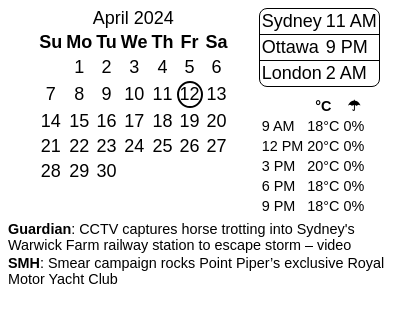 April 2024
Su Mo Tu We Th Fr Sa
1 2 3 4 5 6
7 8 9 10 11 12 13
14 15 16 17 18 19 20
21 22 23 24 25 26 27
28 29 30
Sydney 11 AM
Ottawa 9 PM
London 2 AM
°C ☂
9 AM 18°C 0%
12 PM 20°C 0%
3 PM 20°C 0%
6 PM 18°C 0%
9 PM 18°C 0%
Guardian: CCTV captures horse trotting into Sydney's
Warwick Farm railway station to escape storm – video
SMH: Smear campaign rocks Point Piper’s exclusive Royal
Motor Yacht Club